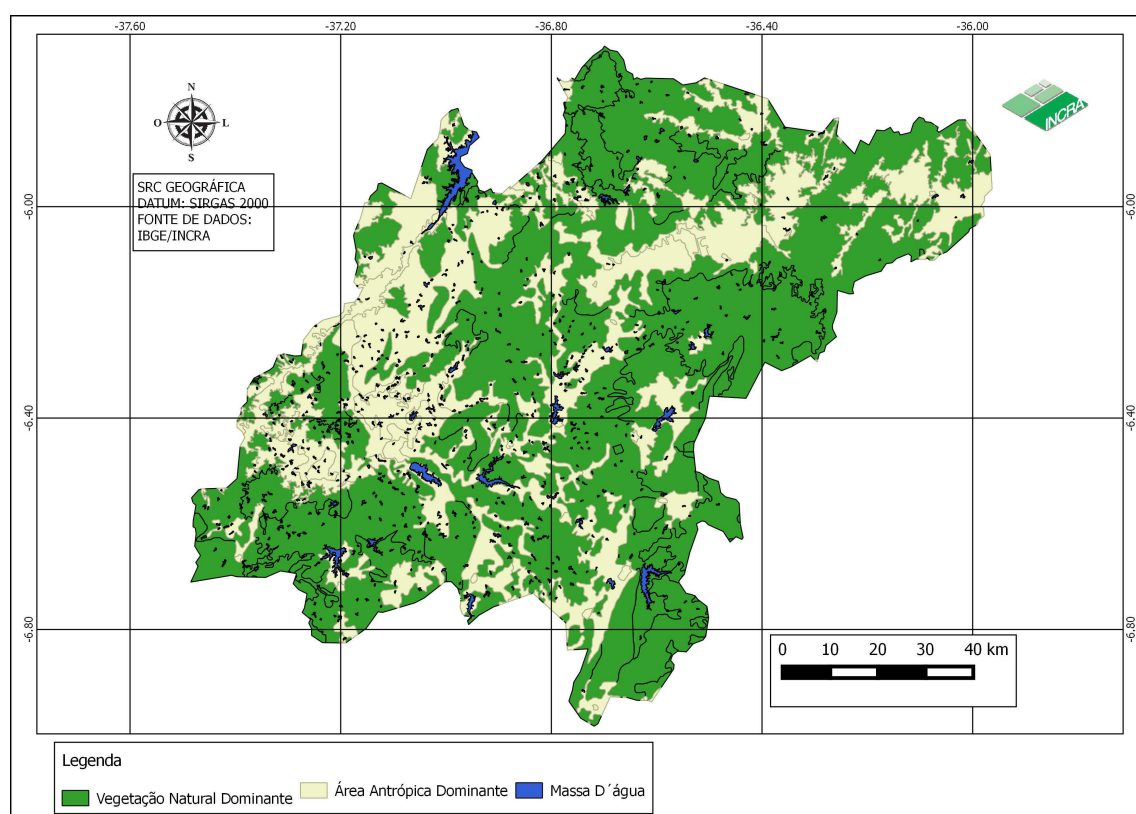 -37.60 -37.20 -36.80 -36.40 -36.00
N
O L
S
INCRA
SRC GEOGRÁFICA
DATUM: SIRGAS 2000
FONTE DE DADOS:
IBGE/INCRA
-6.00 -6.00
-6.40 -6.40
-6.80 -6.80
0 10 20 30 40 km
Legenda
Vegetação Natural Dominante Área Antrópica Dominante Massa D´água